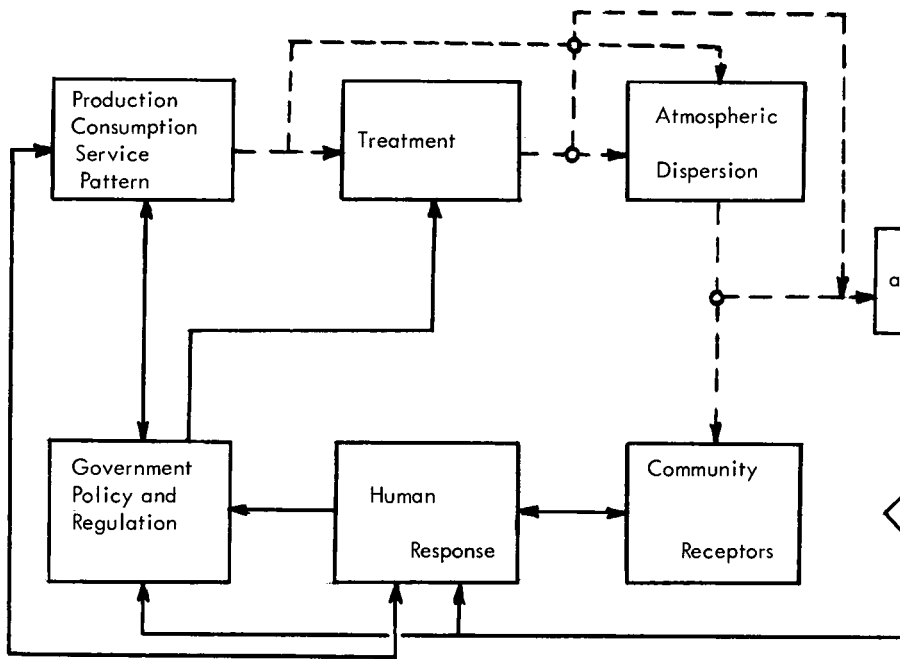 Production
Consumption
Service
Pattern
Treatment
Atmospheric
Dispersion
a
Government
Policy and
Regulation
Human
Response
Community
Receptors